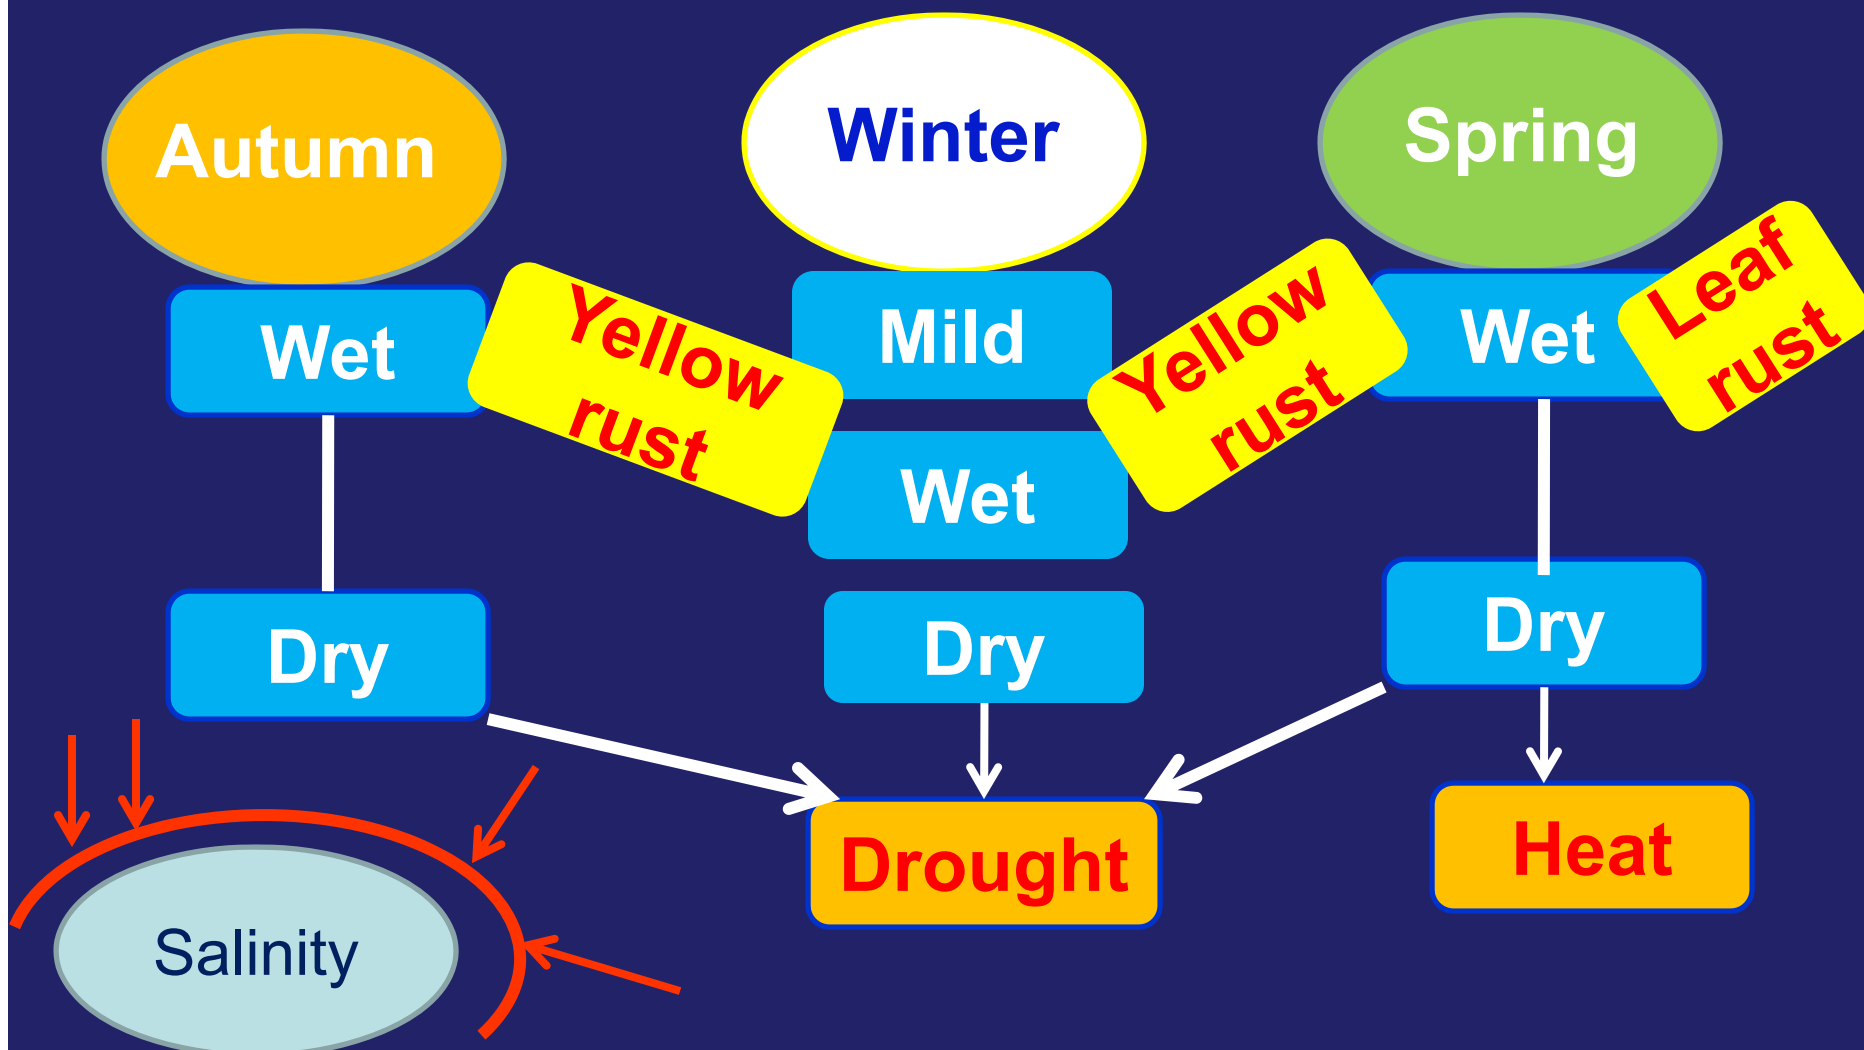 Autumn
Winter
Spring
Wet
Yellow
rust
Mild
Yellow
rust
Wet
Leaf
rust
Wet
Dry
Dry
Dry
Drought
Heat
Salinity